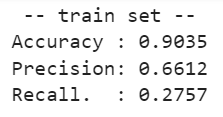 -- train set --
Accuracy : 0.9035
Precision: 0.6612
Recall.  : 0.2757